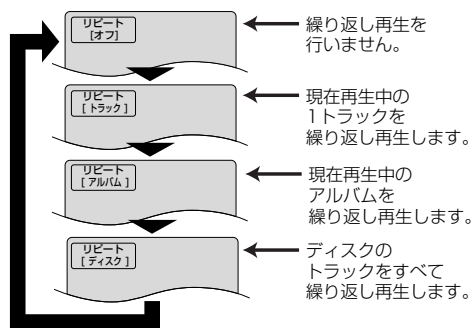 リピート
[オフ]
繰り返し再生を
行いません。
リピート
[ トラック ]
現在再生中の
1トラックを
繰り返し再生します。
リピート
[ アルバム ]
現在再生中の
アルバムを
繰り返し再生します。
リピート
[ ディスク ]
ディスクの
トラックをすべて
繰り返し再生します。